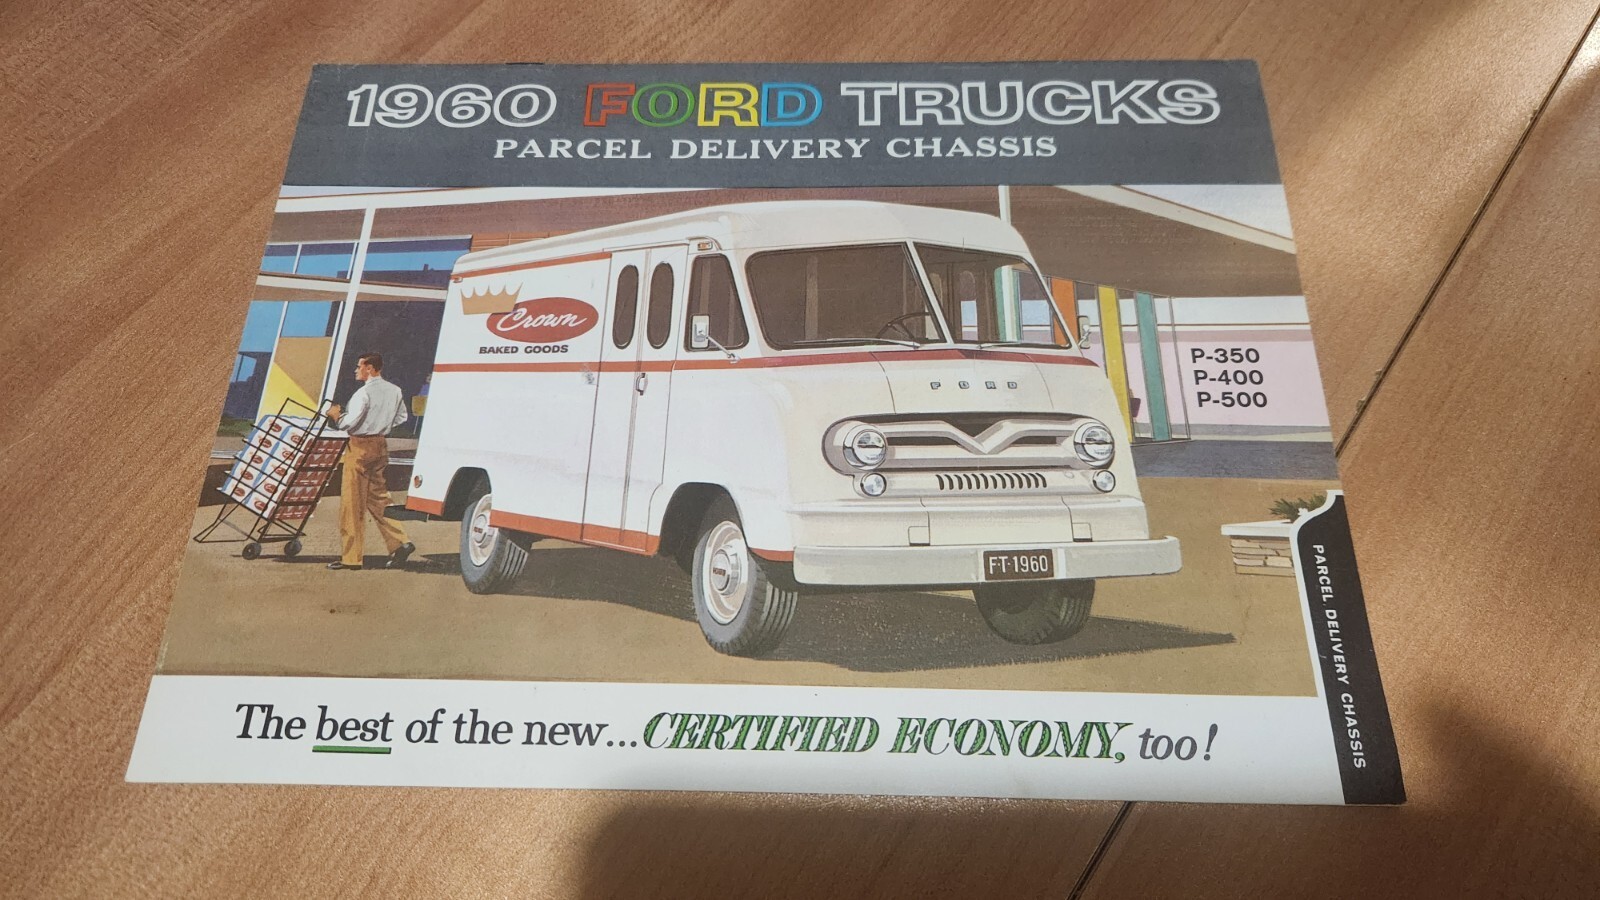 1960 FORD TRUCKS
PARCEL DELIVERY CHASSIS
Crown
BAKED GOODS
FORD
P-350
P-400
P-500
F·T·1960
PARCEL DELIVERY CHASSIS
The best of the new...CERTIFIED ECONOMY, too!